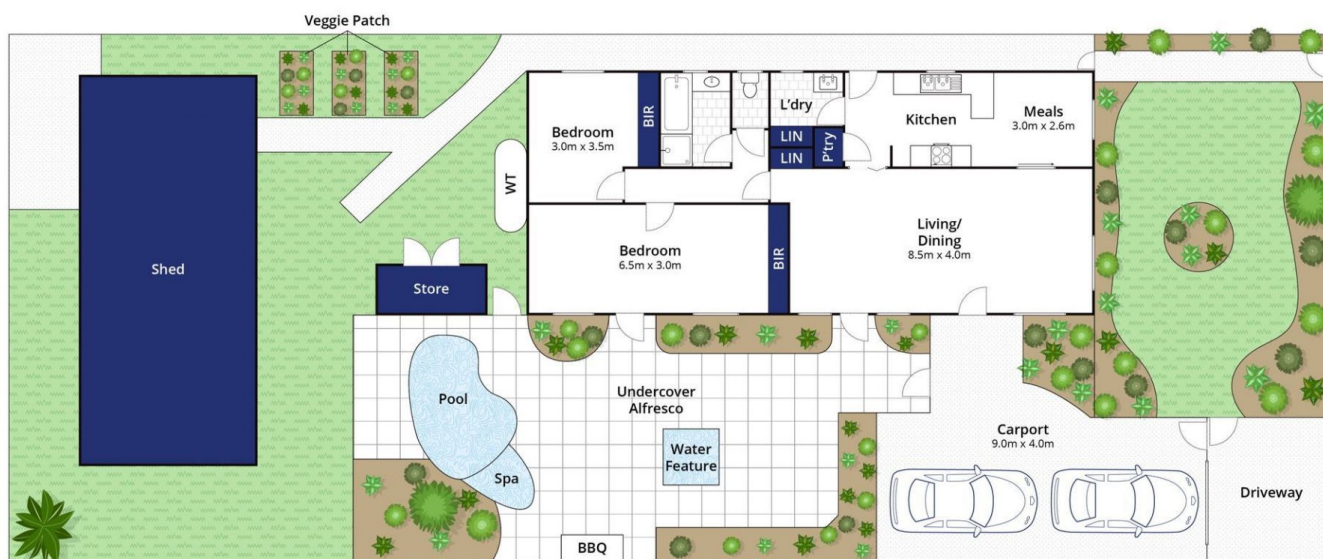 Veggie Patch
Bedroom
3.0m x 3.5m
BIR
L'dry
LIN
LIN
P'try
Kitchen
Meals
3.0m x 2.6m
WT
Shed
Store
Bedroom
6.5m x 3.0m
BIR
Living/
Dining
8.5m x 4.0m
Pool
Spa
Undercover
Alfresco
Water
Feature
BBQ
Carport
9.0m x 4.0m
Driveway